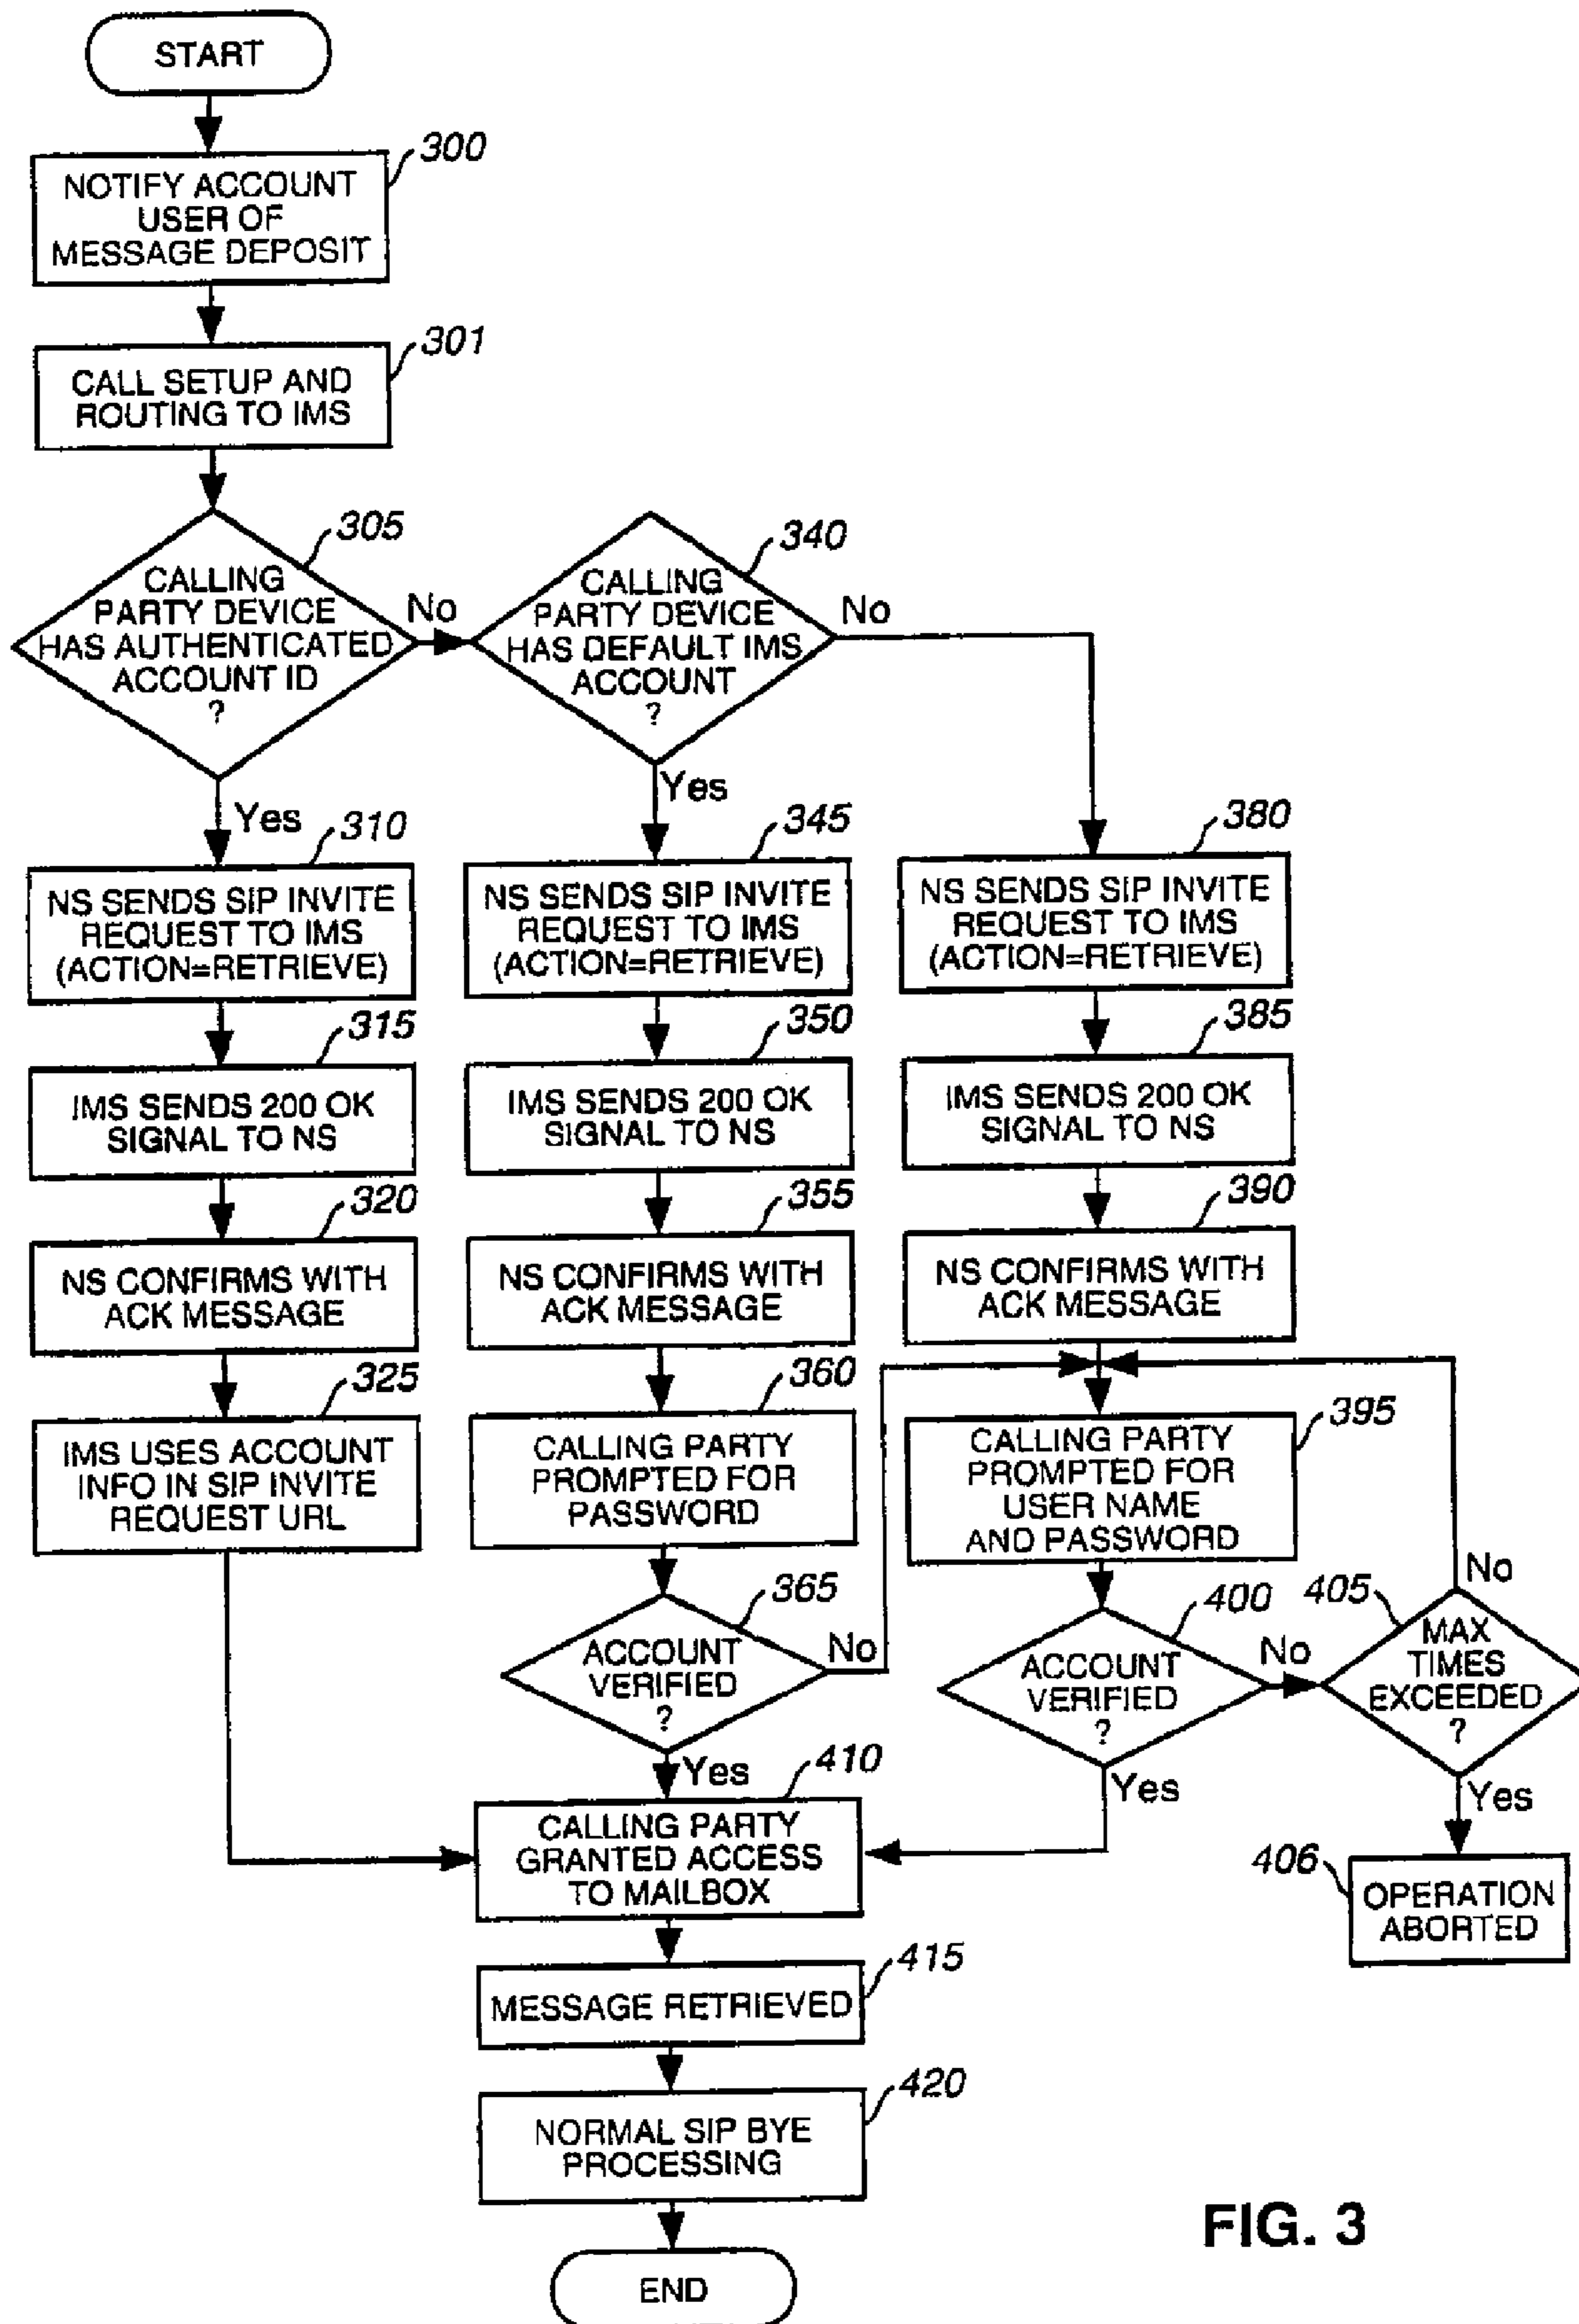 START
300
NOTIFY ACCOUNT
USER OF
MESSAGE DEPOSIT
301
CALL SETUP AND
ROUTING TO IMS
305
CALLING
PARTY DEVICE
HAS AUTHENTICATED
ACCOUNT ID
?
No
340
CALLING
PARTY DEVICE
HAS DEFAULT IMS
ACCOUNT
?
No
Yes
310
NS SENDS SIP INVITE
REQUEST TO IMS
(ACTION=RETRIEVE)
315
IMS SENDS 200 OK
SIGNAL TO NS
320
NS CONFIRMS WITH
ACK MESSAGE
325
IMS USES ACCOUNT
INFO IN SIP INVITE
REQUEST URL
Yes
345
NS SENDS SIP INVITE
REQUEST TO IMS
(ACTION=RETRIEVE)
350
IMS SENDS 200 OK
SIGNAL TO NS
355
NS CONFIRMS WITH
ACK MESSAGE
360
CALLING PARTY
PROMPTED FOR
PASSWORD
365
ACCOUNT
VERIFIED
?
No
Yes
380
NS SENDS SIP INVITE
REQUEST TO IMS
(ACTION=RETRIEVE)
385
IMS SENDS 200 OK
SIGNAL TO NS
390
NS CONFIRMS WITH
ACK MESSAGE
395
CALLING PARTY
PROMPTED FOR
USER NAME
AND PASSWORD
400
ACCOUNT
VERIFIED
?
No
Yes
405
MAX
TIMES
EXCEEDED
?
No
Yes
406
OPERATION
ABORTED
410
CALLING PARTY
GRANTED ACCESS
TO MAILBOX
415
MESSAGE RETRIEVED
420
NORMAL SIP BYE
PROCESSING
END
FIG. 3